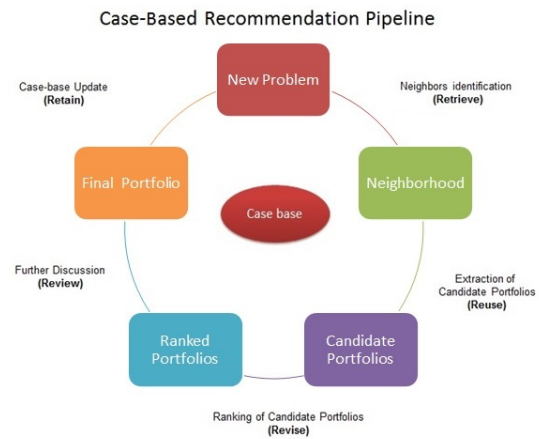 Case-Based Recommendation Pipeline
New Problem
Case-base Update
(Retain)
Neighbors identification
(Retrieve)
Final Portfolio
Neighborhood
Case base
Further Discussion
(Review)
Extraction of
Candidate Portfolios
(Reuse)
Ranked
Portfolios
Candidate
Portfolios
Ranking of Candidate Portfolios
(Revise)